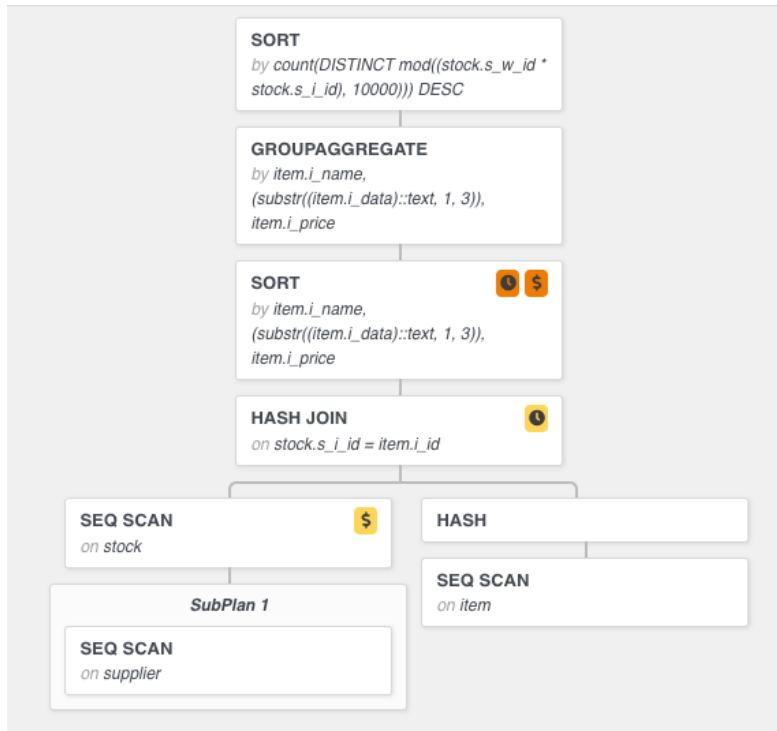 SORT
by count(DISTINCT mod((stock.s_w_id *
stock.s_i_id), 10000))) DESC
GROUPAGGREGATE
by item.i_name,
(substr((item.i_data)::text, 1, 3)),
item.i_price
SORT
$
by item.i_name,
(substr((item.i_data)::text, 1, 3)),
item.i_price
HASH JOIN
on stock.s_i_id = item.i_id
SEQ SCAN
$
on stock
HASH
SEQ SCAN
on item
SubPlan 1
SEQ SCAN
on supplier